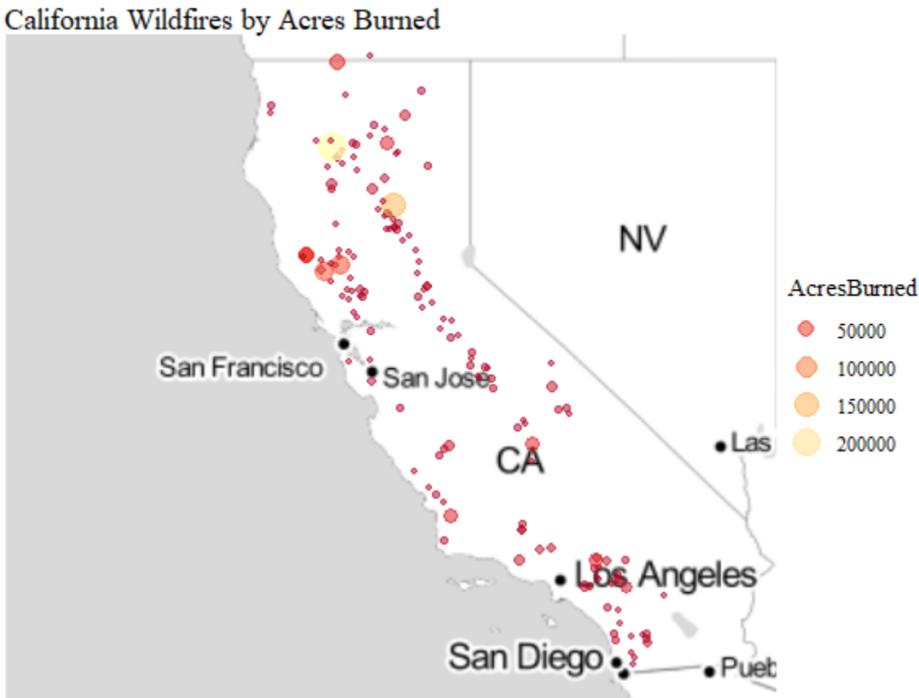 California Wildfires by Acres Burned
NV
AcresBurned
50000
100000
150000
200000
San Francisco
San Jose
Las
CA
Los Angeles
San Diego
Pueb